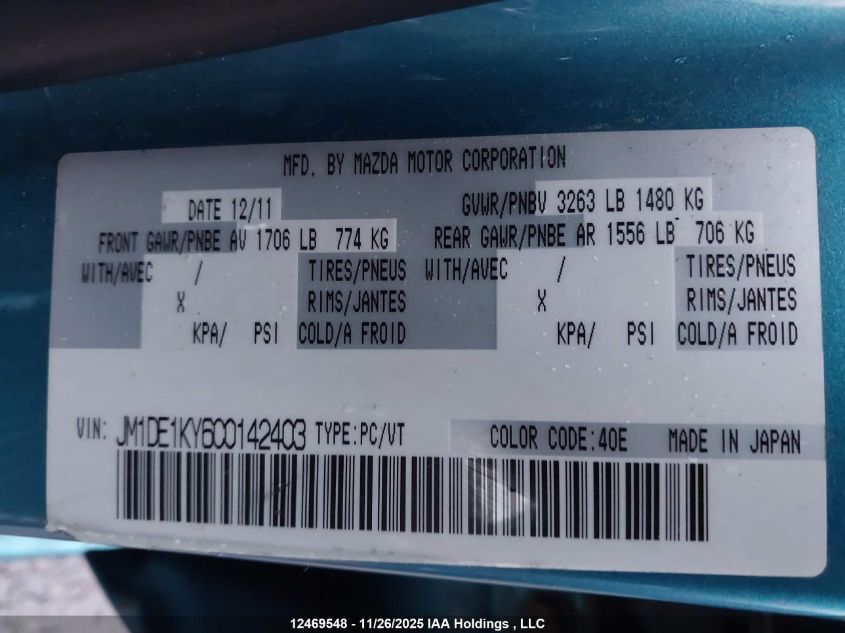 MFD. BY MAZDA MOTOR CORPORATION
DATE 12/11 GVWR/PNBV 3263 LB 1480 KG
FRONT GAWR/PNBE AV 1706 LB 774 KG REAR GAWR/PNBE AR 1556 LB 706 KG
WITH/AVEC / TIRES/PNEUS WITH/AVEC / TIRES/PNEUS
X RIMS/JANTES X RIMS/JANTES
KPA/ PSI COLD/A FROID KPA/ PSI COLD/A FROID
VIN: JM1DE1KY6C0142403 TYPE:PC/VT COLOR CODE:40E MADE IN JAPAN
12469548 - 11/26/2025 IAA Holdings , LLC